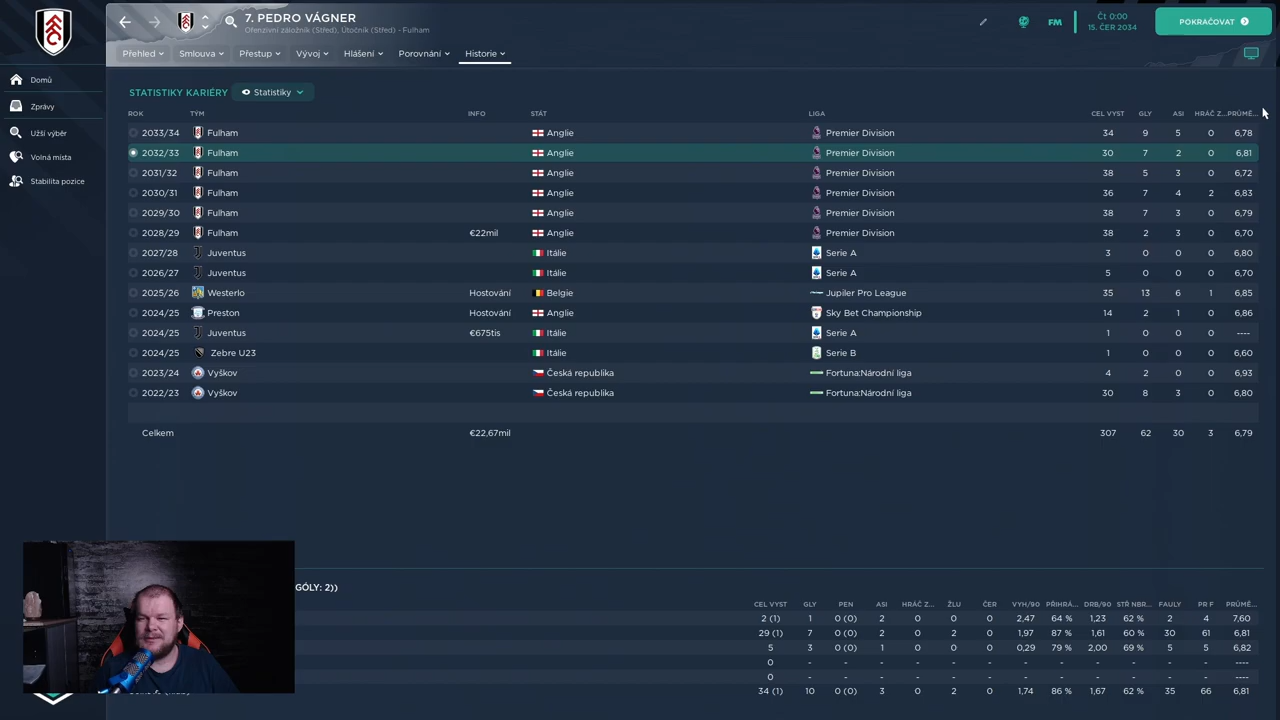 7. PEDRO VÁGNER
Ofenzivní záložník (Střed), Útočník (Střed) - Fulham
FM
Čt 0:00
15. ČER 2034
POKRAČOVAT
Domů
Zprávy
Užší výběr
Volná místa
Stabilita pozice
Přehled Smlouva Přestup Vývoj Hlášení Porovnání Historie
STATISTIKY KARIÉRY Statistiky
ROK TÝM INFO STÁT LIGA CEL VYST GLY ASI HRÁČ Z... PRŮMĚ...
2033/34 Fulham Anglie Premier Division 34 9 5 0 6,78
2032/33 Fulham Anglie Premier Division 30 7 2 0 6,81
2031/32 Fulham Anglie Premier Division 38 5 3 0 6,72
2030/31 Fulham Anglie Premier Division 36 7 4 2 6,83
2029/30 Fulham Anglie Premier Division 38 7 3 0 6,79
2028/29 Fulham €22mil Anglie Premier Division 38 2 3 0 6,70
2027/28 Juventus Itálie Serie A 3 0 0 0 6,80
2026/27 Juventus Itálie Serie A 5 0 0 0 6,70
2025/26 Westerlo Hostování Belgie Jupiler Pro League 35 13 6 1 6,85
2024/25 Preston Hostování Anglie Sky Bet Championship 14 2 1 0 6,86
2024/25 Juventus €675tis Itálie Serie A 1 0 0 0 ----
2024/25 Zebre U23 Itálie Serie B 1 0 0 0 6,60
2023/24 Vyškov Česká republika Fortuna:Národní liga 4 2 0 0 6,93
2022/23 Vyškov Česká republika Fortuna:Národní liga 30 8 3 0 6,80
Celkem €22,67mil 307 62 30 3 6,79
GÓLY: 2))
CEL VYST GLY PEN ASI HRÁČ Z... ŽLU ČER VYH/90 PŘIHRÁ... DRB/90 STŘ NBR... FAULY PR F PRŮMĚ...
2 (1) 1 0 (0) 2 0 0 0 2,47 64 % 1,23 62 % 2 4 7,60
29 (1) 7 0 (0) 2 0 2 0 1,97 87 % 1,61 60 % 30 61 6,81
5 3 0 (0) 1 0 0 0 0,29 79 % 2,00 69 % 5 5 6,82
0 - - - - - - - - - - - - ----
0 - - - - - - - - - - - - ----
34 (1) 10 0 (0) 3 0 2 0 1,74 86 % 1,67 62 % 35 66 6,81